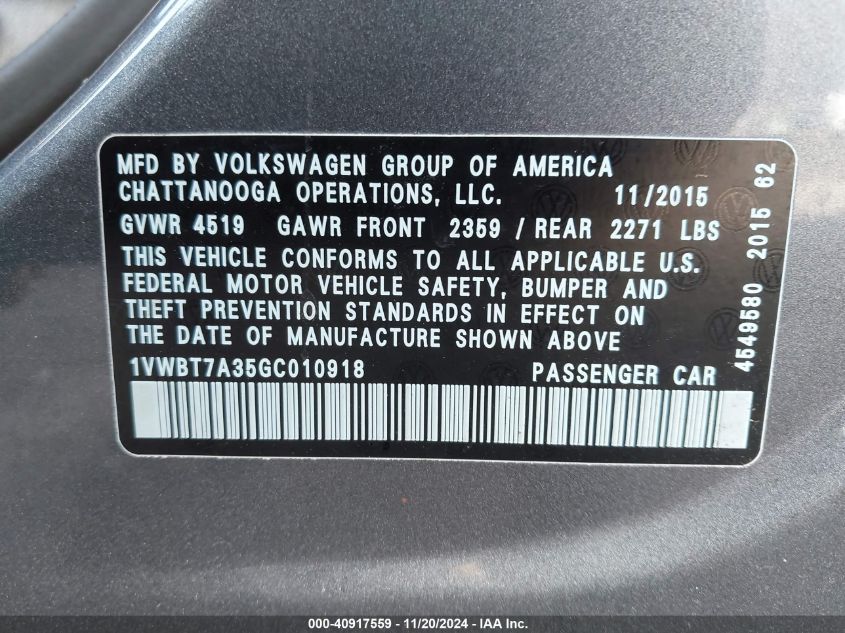 MFD BY VOLKSWAGEN GROUP OF AMERICA
CHATTANOOGA OPERATIONS, LLC. 11/2015
GVWR 4519 GAWR FRONT 2359 / REAR 2271 LBS
THIS VEHICLE CONFORMS TO ALL APPLICABLE U.S.
FEDERAL MOTOR VEHICLE SAFETY, BUMPER AND
THEFT PREVENTION STANDARDS IN EFFECT ON
THE DATE OF MANUFACTURE SHOWN ABOVE
1VWBT7A35GC010918 PASSENGER CAR
4549580 2015 62
000-40917559 - 11/20/2024 - IAA Inc.